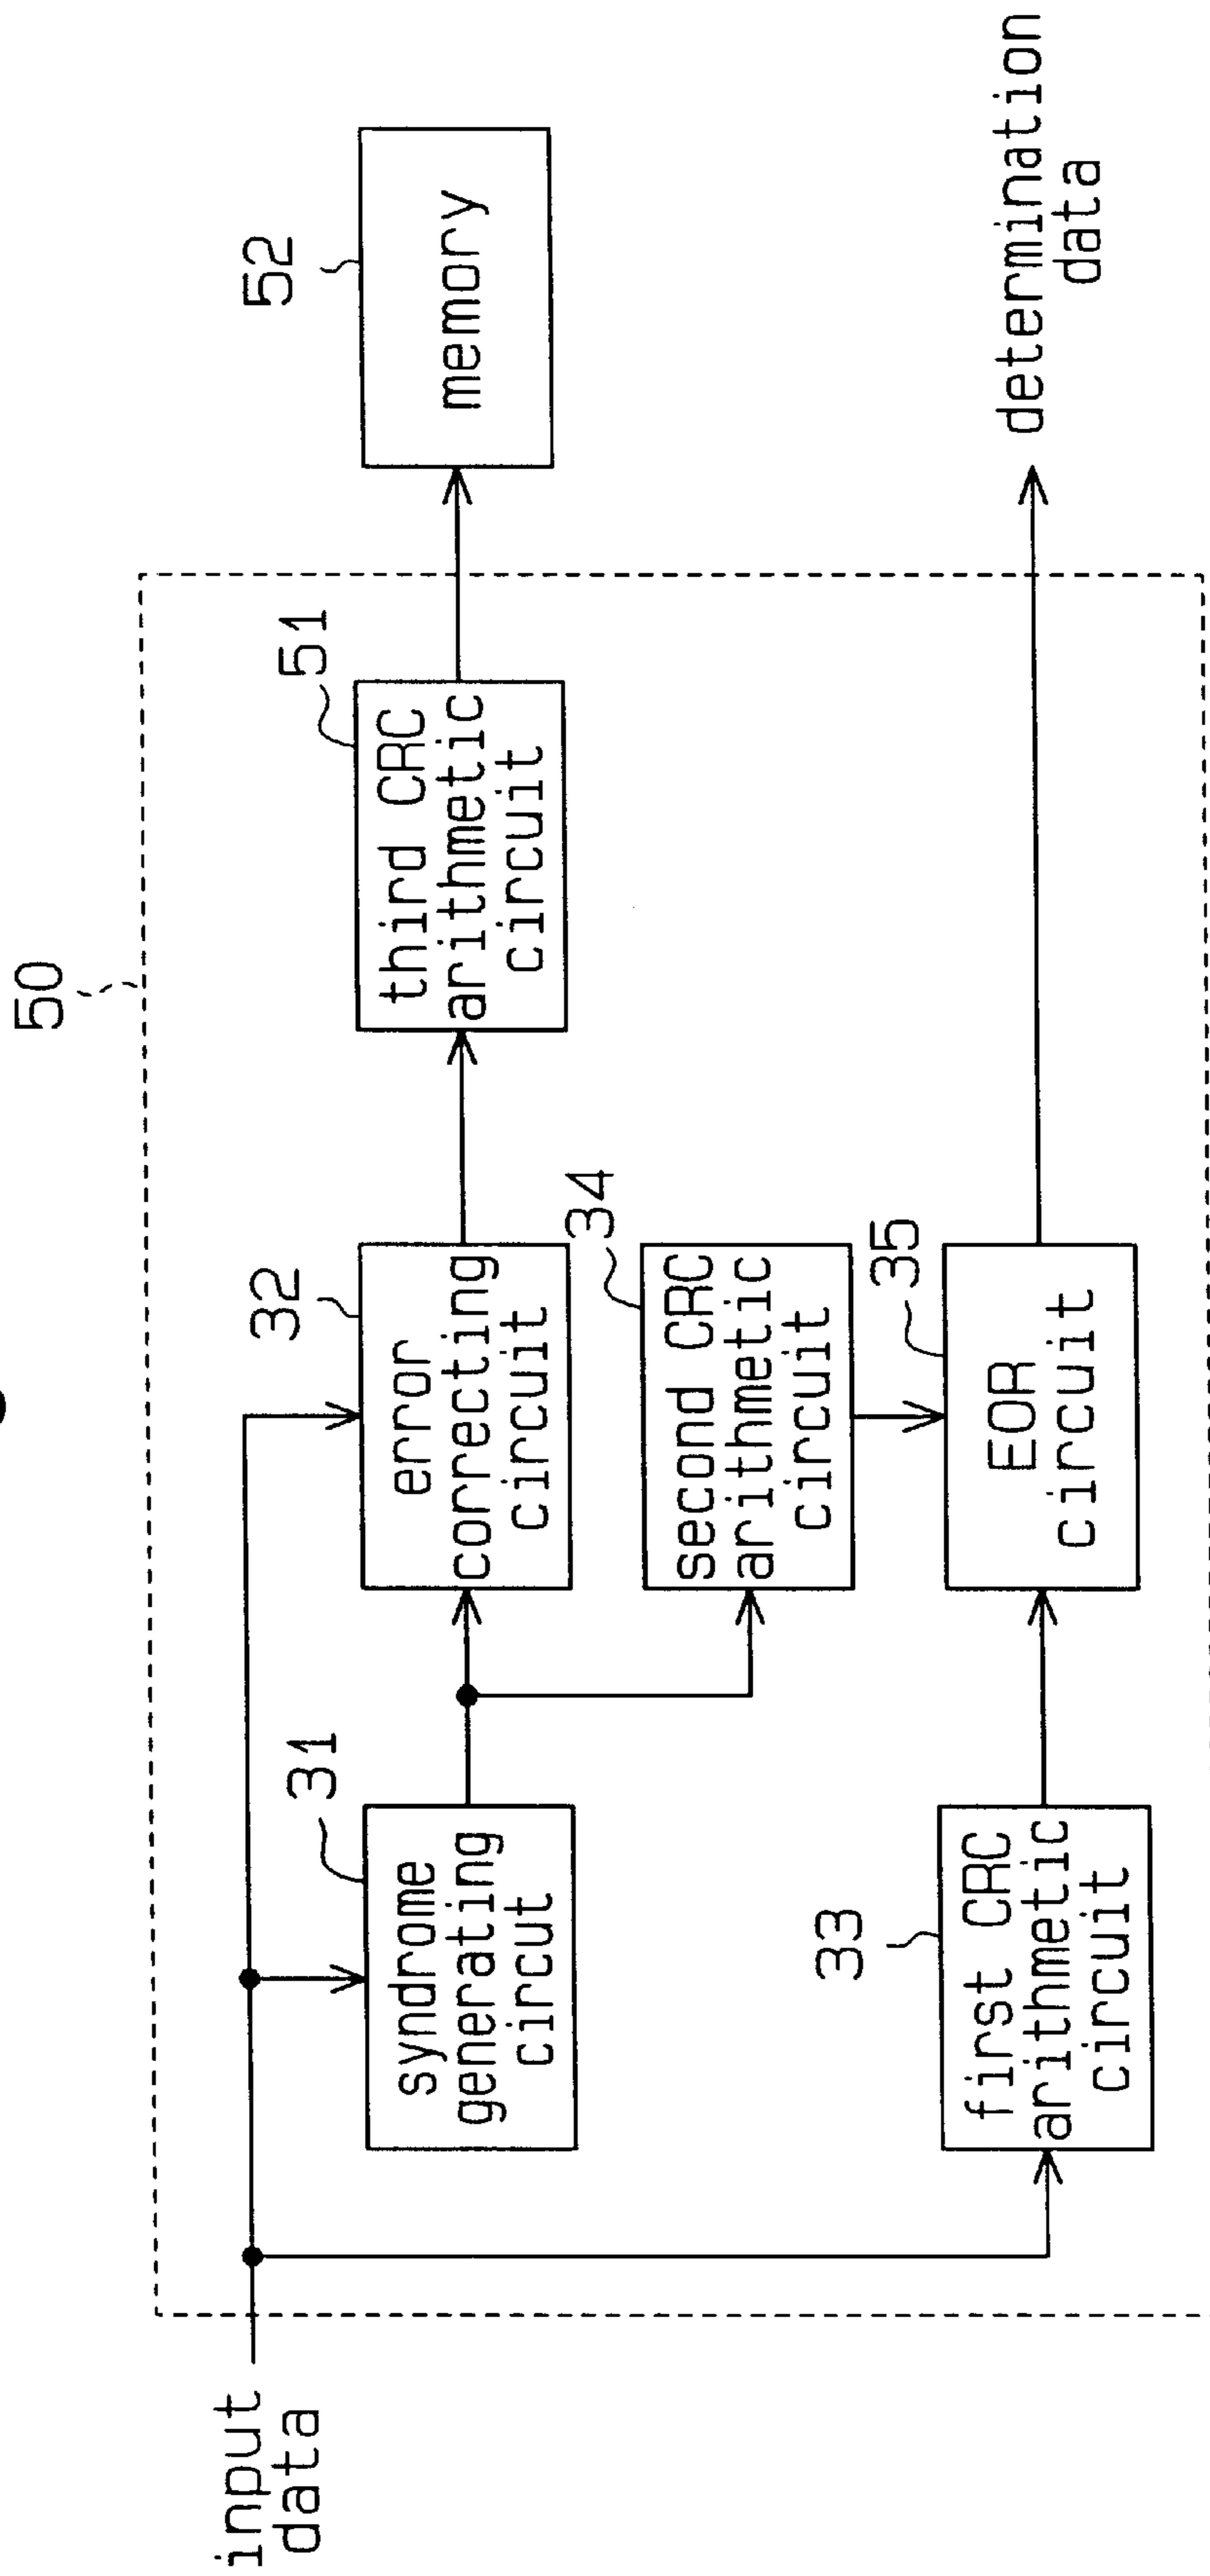 50
input
data
syndrome
generating
circut
31
error
correcting
circuit
32
third CRC
arithmetic
circuit
51
memory
52
second CRC
arithmetic
circuit
34
first CRC
arithmetic
circuit
33
EOR
circuit
35
determination
data